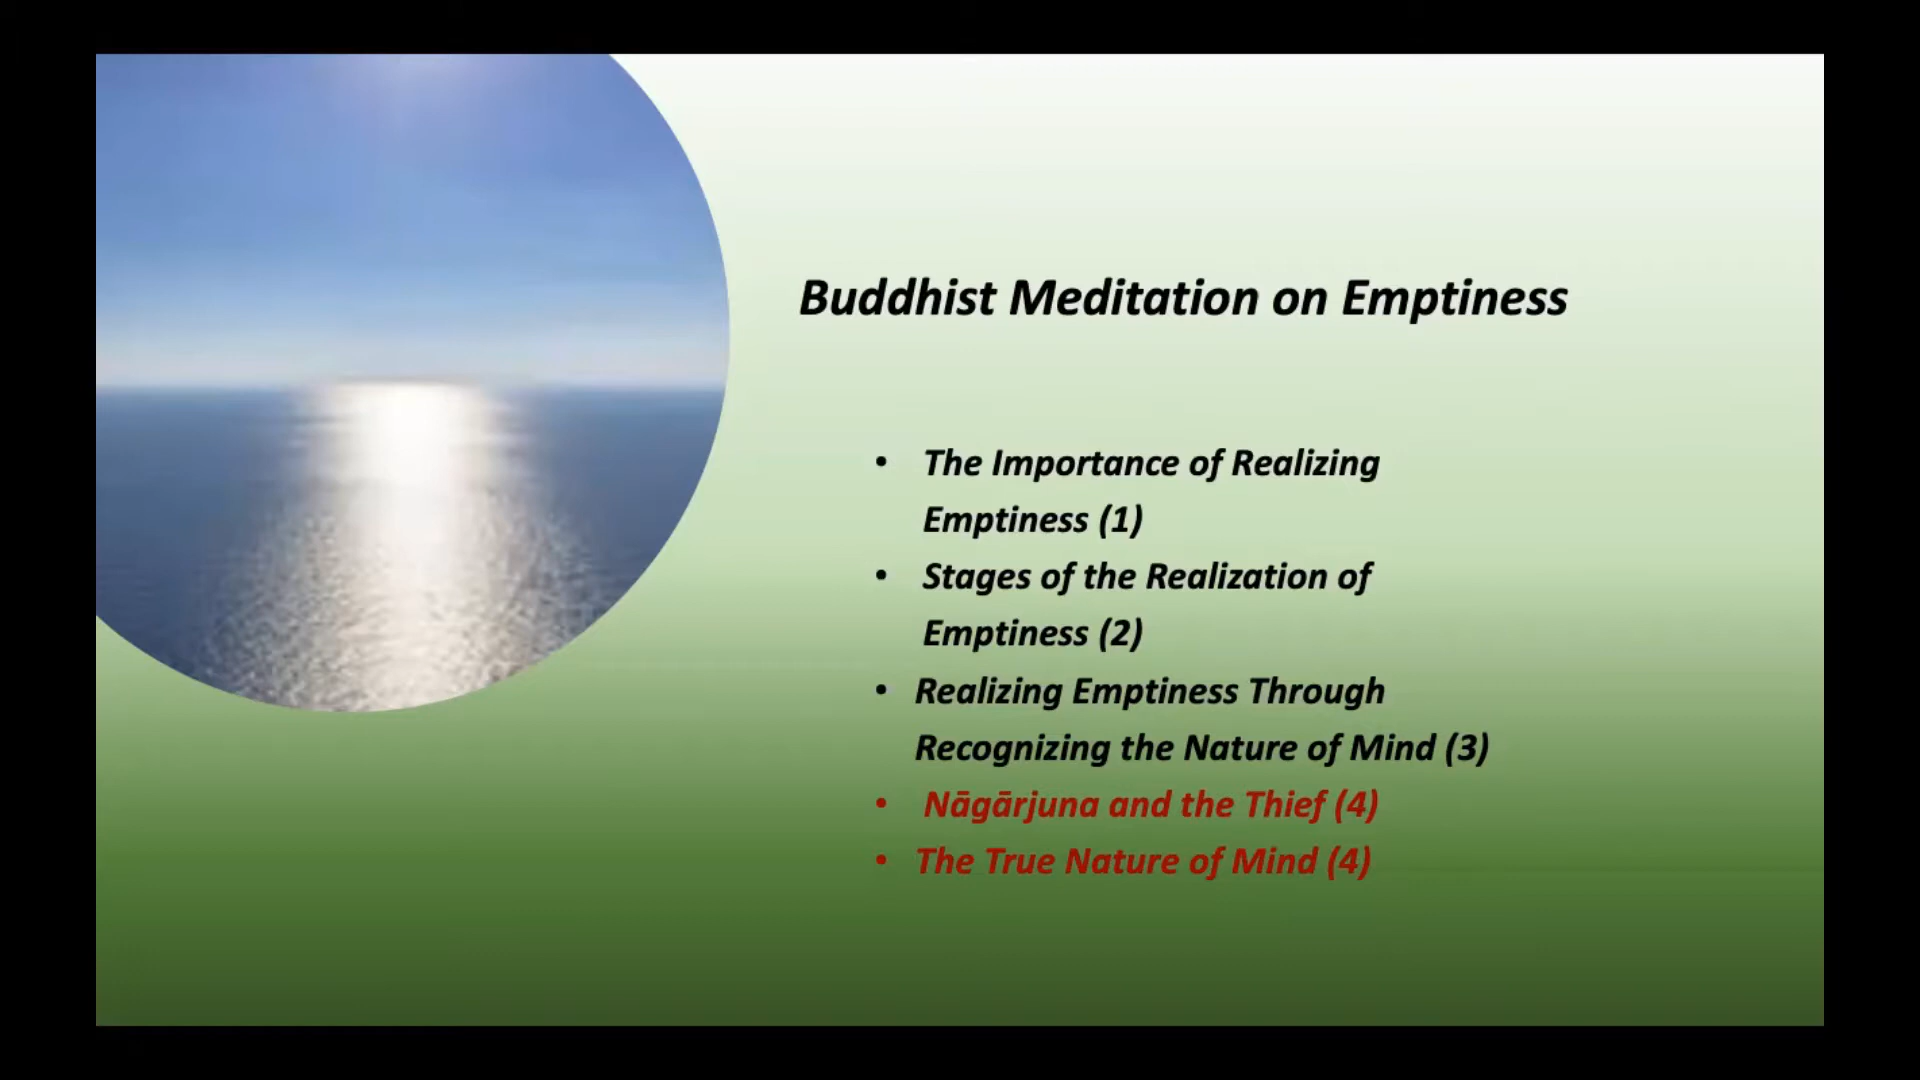 Buddhist Meditation on Emptiness
• The Importance of Realizing
Emptiness (1)
• Stages of the Realization of
Emptiness (2)
• Realizing Emptiness Through
Recognizing the Nature of Mind (3)
• Nāgārjuna and the Thief (4)
• The True Nature of Mind (4)